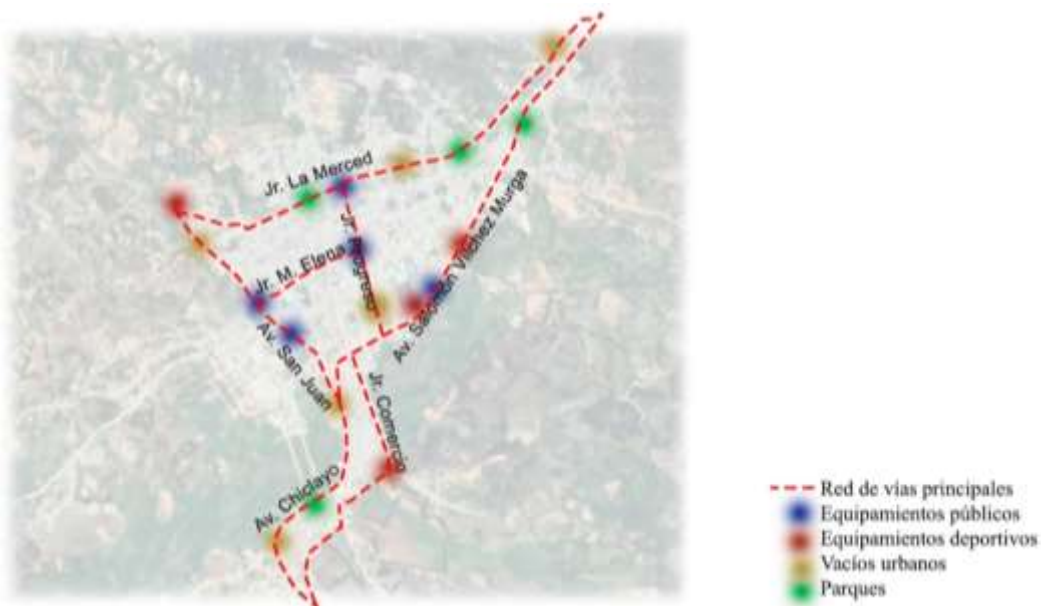 Jr. La Merced
Jr. Progreso
Jr. M. Elena
Av. Salomón Vílchez Murga
Av. San Juan
Jr. Comercio
Av. Chiclayo
Red de vías principales
Equipamientos públicos
Equipamientos deportivos
Vacíos urbanos
Parques